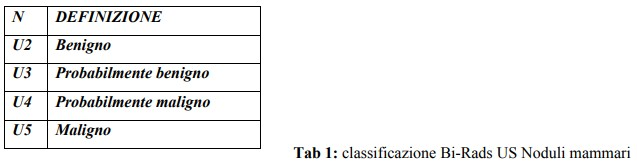 N DEFINIZIONE
U2 Benigno
U3 Probabilmente benigno
U4 Probabilmente maligno
U5 Maligno
Tab 1: classificazione Bi-Rads US Noduli mammari